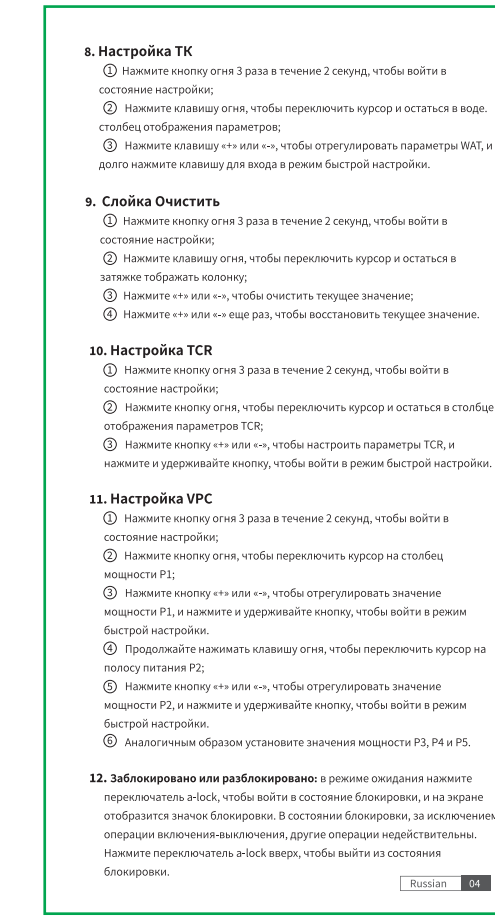 8. Настройка ТК
① Нажмите кнопку огня 3 раза в течение 2 секунд, чтобы войти в
состояние настройки;
② Нажмите клавишу огня, чтобы переключить курсор и остаться в воде.
столбец отображения параметров;
③ Нажмите клавишу «+» или «-», чтобы отрегулировать параметры WAT, и
долго нажмите клавишу для входа в режим быстрой настройки.
9. Слойка Очистить
① Нажмите кнопку огня 3 раза в течение 2 секунд, чтобы войти в
состояние настройки;
② Нажмите клавишу огня, чтобы переключить курсор и остаться в
затяжке тображать колонку;
③ Нажмите «+» или «-», чтобы очистить текущее значение;
④ Нажмите «+» или «-» еще раз, чтобы восстановить текущее значение.
10. Настройка TCR
① Нажмите кнопку огня 3 раза в течение 2 секунд, чтобы войти в
состояние настройки;
② Нажмите кнопку огня, чтобы переключить курсор и остаться в столбце
отображения параметров TCR;
③ Нажмите кнопку «+» или «-», чтобы настроить параметры TCR, и
нажмите и удерживайте кнопку, чтобы войти в режим быстрой настройки.
11. Настройка VPC
① Нажмите кнопку огня 3 раза в течение 2 секунд, чтобы войти в
состояние настройки;
② Нажмите кнопку огня, чтобы переключить курсор на столбец
мощности P1;
③ Нажмите кнопку «+» или «-», чтобы отрегулировать значение
мощности P1, и нажмите и удерживайте кнопку, чтобы войти в режим
быстрой настройки.
④ Продолжайте нажимать клавишу огня, чтобы переключить курсор на
полосу питания P2;
⑤ Нажмите кнопку «+» или «-», чтобы отрегулировать значение
мощности P2, и нажмите и удерживайте кнопку, чтобы войти в режим
быстрой настройки.
⑥ Аналогичным образом установите значения мощности P3, P4 и P5.
12. Заблокировано или разблокировано: в режиме ожидания нажмите
переключатель a-lock, чтобы войти в состояние блокировки, и на экране
отобразится значок блокировки. В состоянии блокировки, за исключением
операции включения-выключения, другие операции недействительны.
Нажмите переключатель a-lock вверх, чтобы выйти из состояния
блокировки.
Russian 04